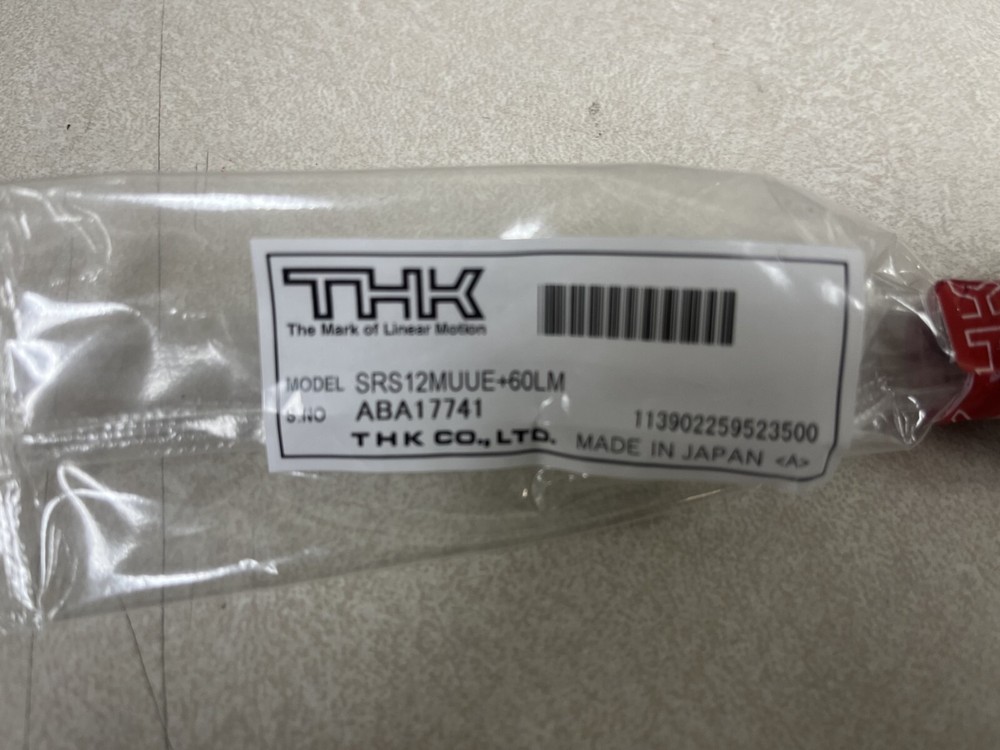 THK
The Mark of Linear Motion
MODEL SRS12MUUE+60LM
S.NO ABA17741
113902259523500
THK CO., LTD. MADE IN JAPAN <A>